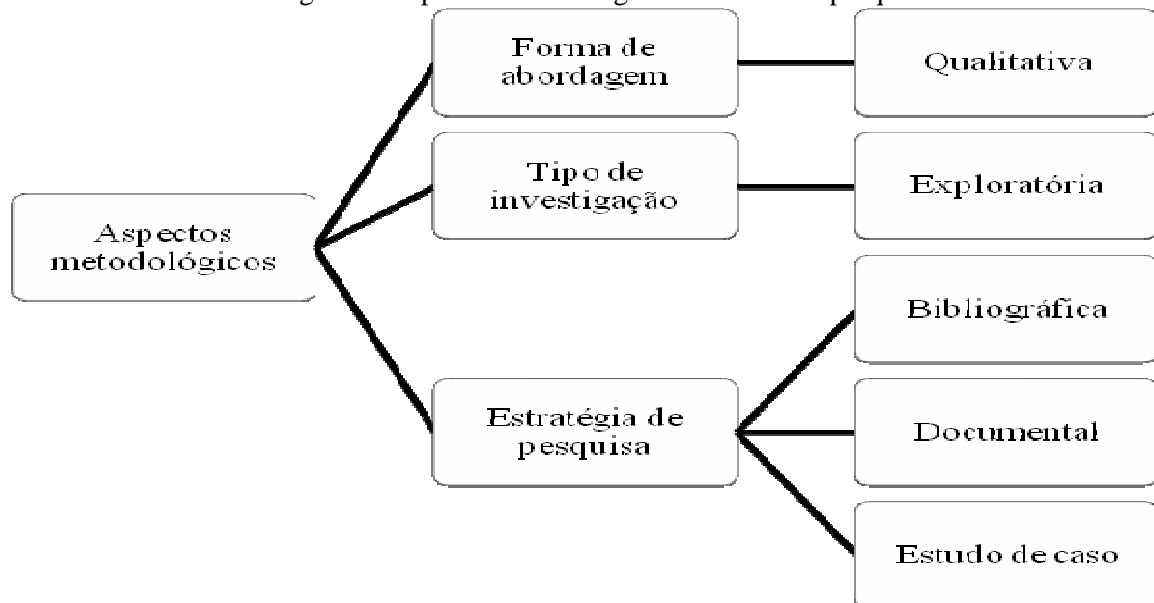 Forma de
abordagem
Qualitativa
Tipo de
investigação
Exploratória
Aspectos
metodológicos
Bibliográfica
Estratégia de
pesquisa
Documental
Estudo de caso